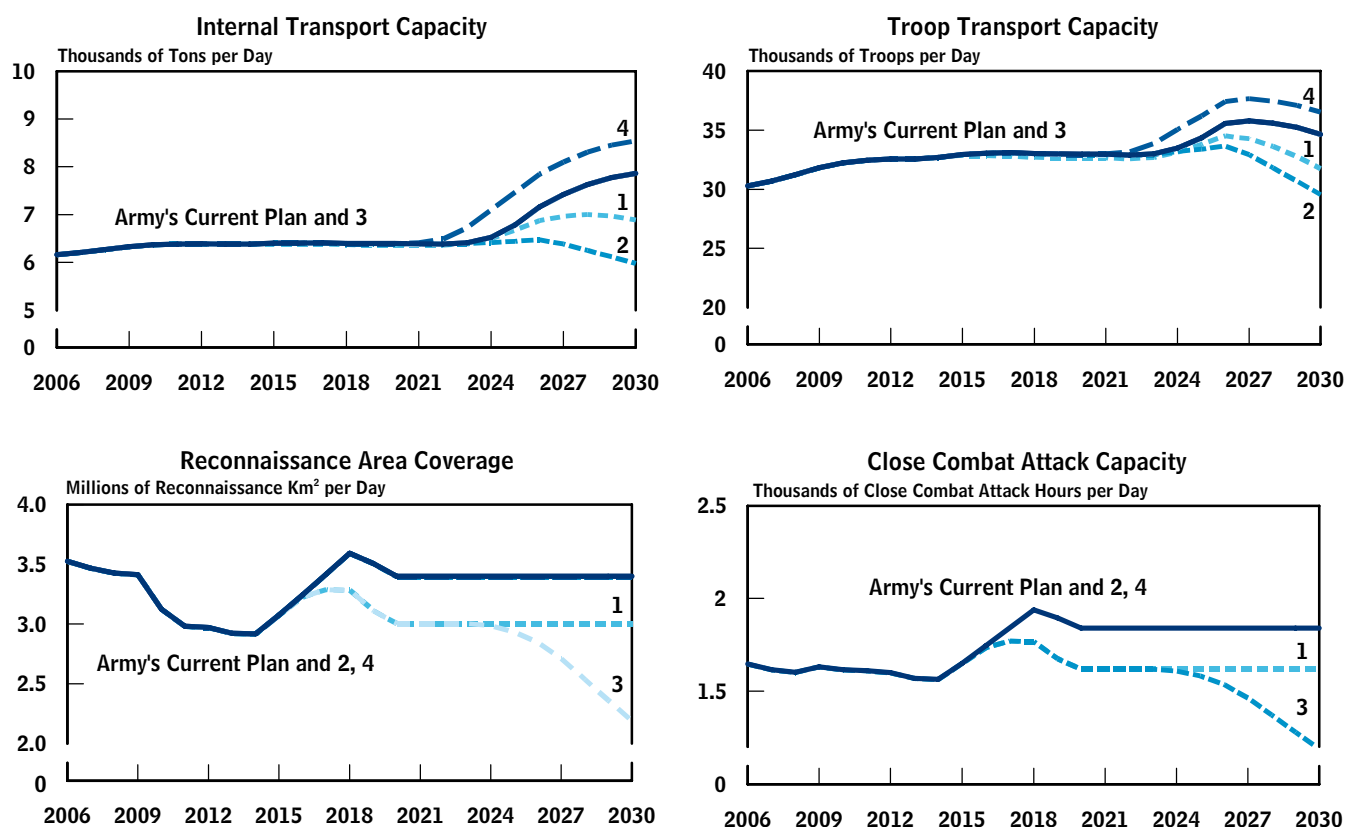 Internal Transport Capacity
Thousands of Tons per Day
10
9
8
7
6
5
0
4
Army's Current Plan and 3
1
2
2006 2009 2012 2015 2018 2021 2024 2027 2030
Troop Transport Capacity
Thousands of Troops per Day
40
35
30
25
20
0
4
Army's Current Plan and 3
1
2
2006 2009 2012 2015 2018 2021 2024 2027 2030
Reconnaissance Area Coverage
Millions of Reconnaissance Km² per Day
4.0
3.5
3.0
2.5
2.0
0
1
Army's Current Plan and 2, 4
3
2006 2009 2012 2015 2018 2021 2024 2027 2030
Close Combat Attack Capacity
Thousands of Close Combat Attack Hours per Day
2.5
2
1.5
0
Army's Current Plan and 2, 4
1
3
2006 2009 2012 2015 2018 2021 2024 2027 2030